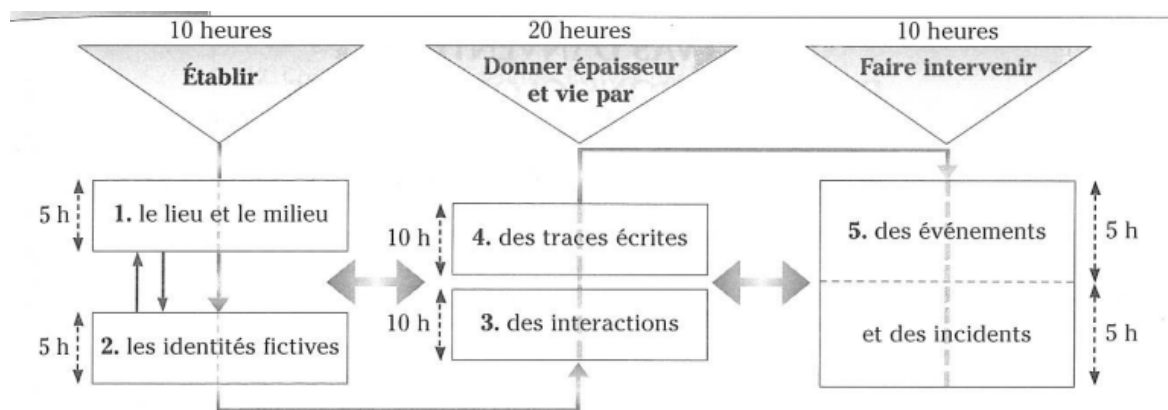 10 heures
Établir
5 h
1. le lieu et le milieu
5 h
2. les identités fictives
20 heures
Donner épaisseur
et vie par
10 h
4. des traces écrites
10 h
3. des interactions
10 heures
Faire intervenir
5. des événements
5 h
et des incidents
5 h